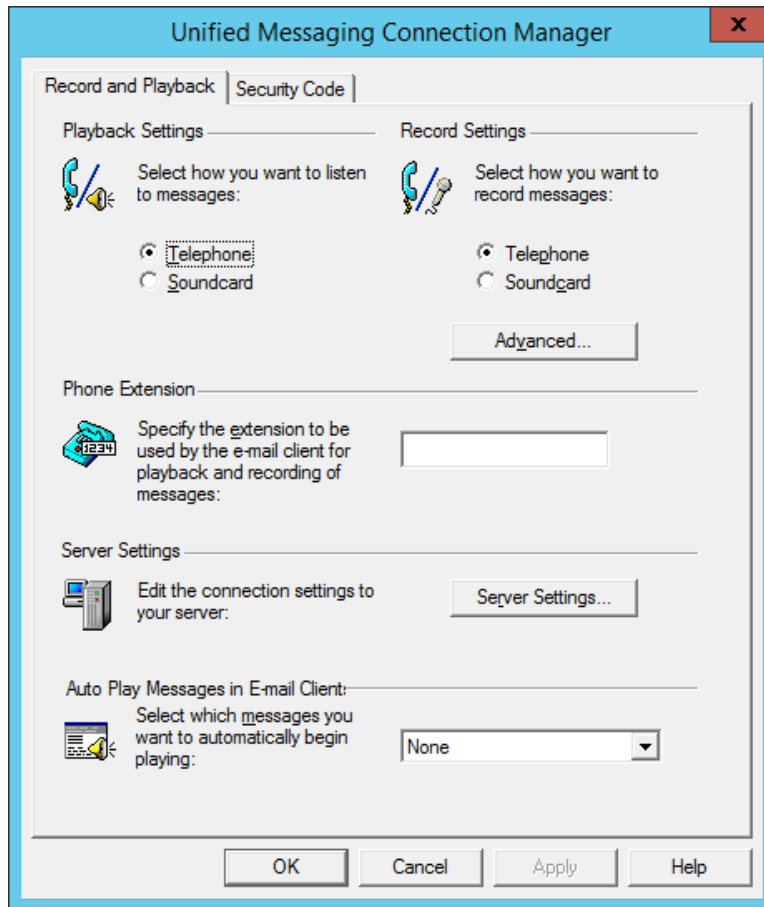 Unified Messaging Connection Manager
x
Record and Playback
Security Code
Playback Settings
Select how you want to listen
to messages:
Telephone
Soundcard
Record Settings
Select how you want to
record messages:
Telephone
Soundcard
Advanced...
Phone Extension
1234
Specify the extension to be
used by the e-mail client for
playback and recording of
messages:
Server Settings
Edit the connection settings to
your server:
Server Settings...
Auto Play Messages in E-mail Client:
Select which messages you
want to automatically begin
playing:
None
OK
Cancel
Apply
Help